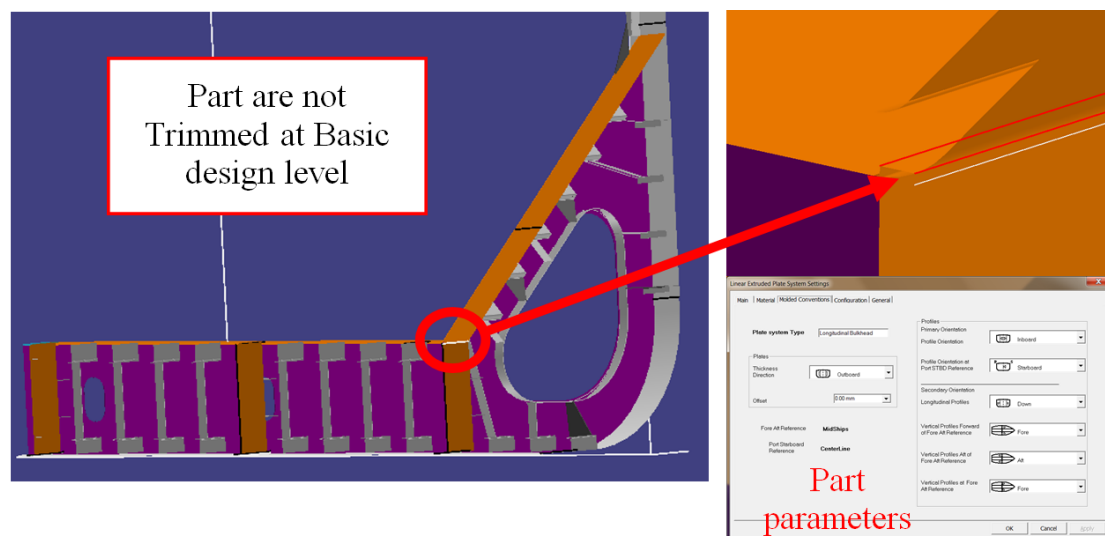 Part are not
Trimmed at Basic
design level
Linear Extruded Plate System Settings
Main | Material | Molded Conventions | Configuration | General |
Plate system Type
Longitudinal Bulkhead
Plates
Thickness
Direction
Outboard
Offset
0.00 mm
Fore Aft Reference
MidShips
Port Starboard
Reference
CenterLine
Profiles
Primary Orientation
Profile Orientation
Inboard
Profile Orientation at
Port STBD Reference
Starboard
Secondary Orientation
Longitudinal Profiles
Down
Vertical Profiles Forward
of Fore Aft Reference
Fore
Vertical Profiles Aft of
Fore Aft Reference
Aft
Vertical Profiles at Fore
Aft Reference
Fore
Part
parameters
OK
Cancel
Apply